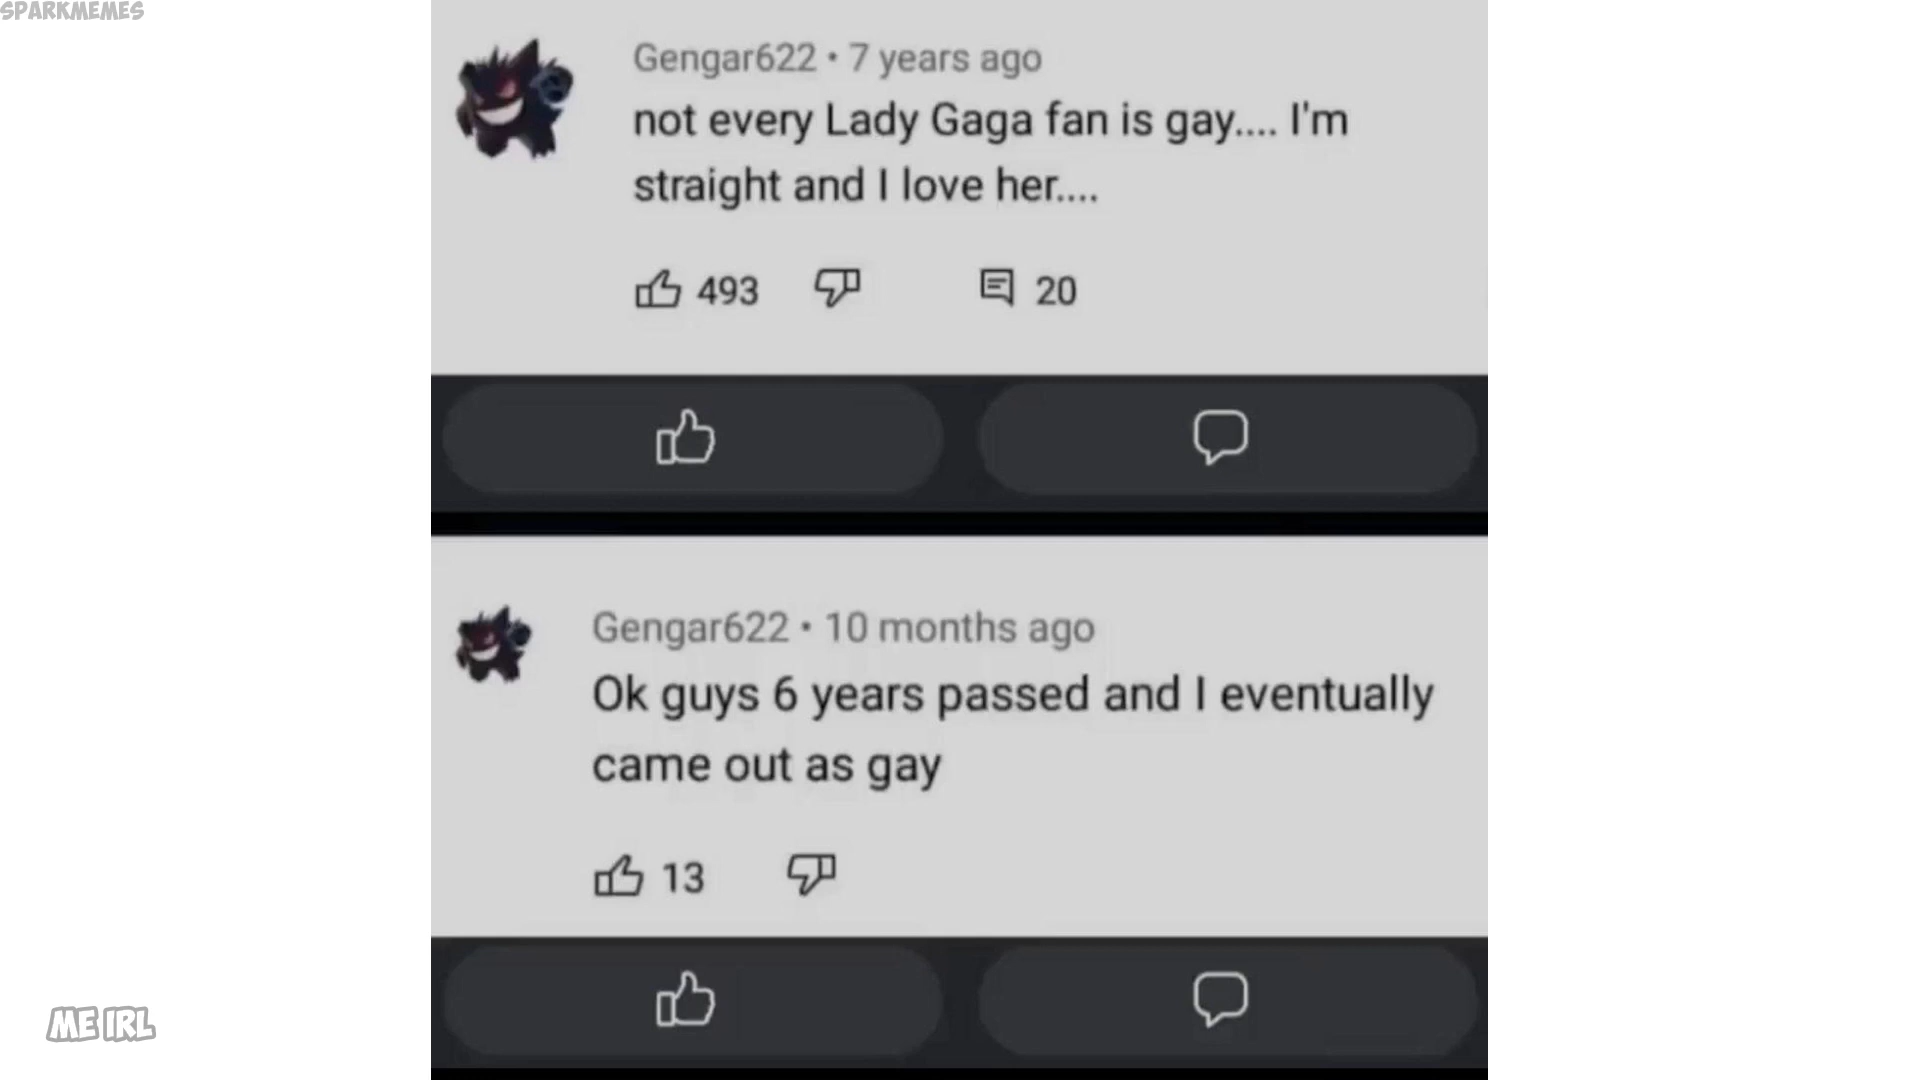 SPARKMEMES
Gengar622 • 7 years ago
not every Lady Gaga fan is gay.... I'm
straight and I love her....
493
20
Gengar622 • 10 months ago
Ok guys 6 years passed and I eventually
came out as gay
13
ME IRL